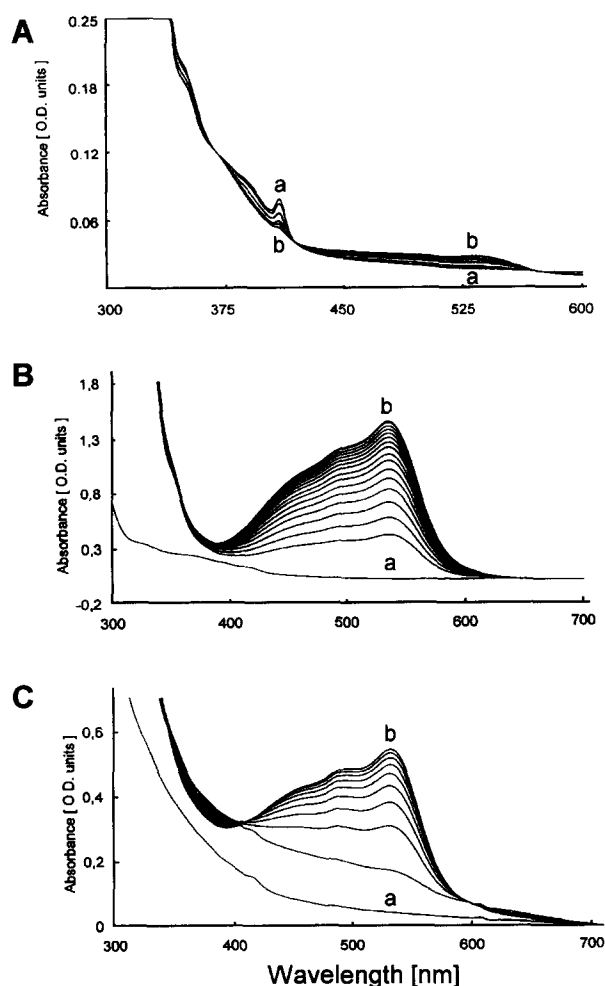 A
Absorbance [ O.D. units ]
0.25
0.18
0.12
0.06
a
b
b
a
300
375
450
525
600
B
Absorbance [ O.D. units ]
1,8
1,3
0,8
0,3
-0,2
b
a
300
400
500
600
700
C
Absorbance [ O D. units ]
0,6
0,4
0,2
0
b
a
300
400
500
600
700
Wavelength [nm]